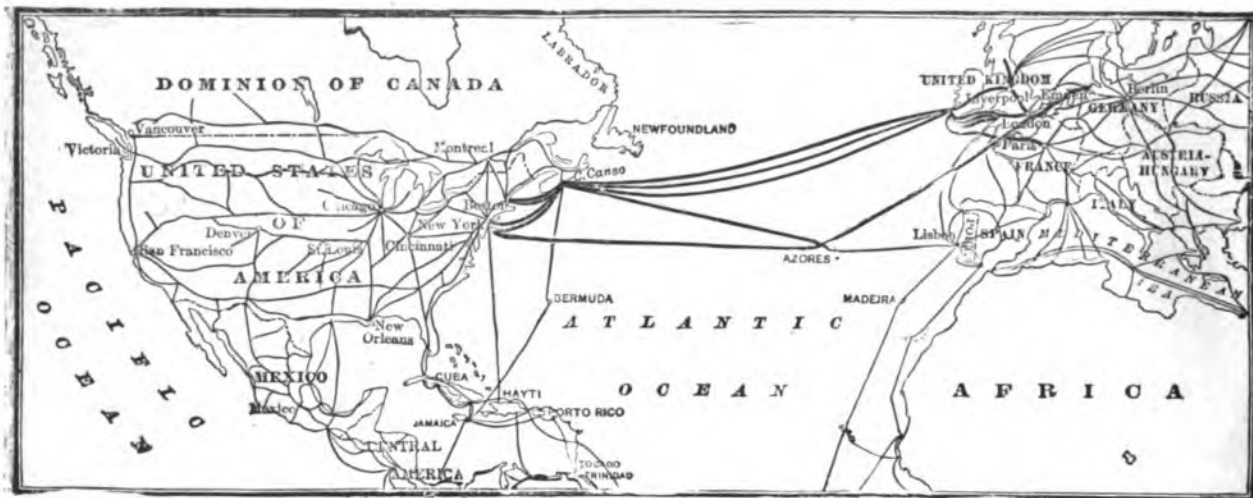 LABRADOR
DOMINION OF CANADA
UNITED KINGDOM
Liverpool
Emden
Berlin
GERMANY
RUSSIA
London
Paris
FRANCE
AUSTRIA-
HUNGARY
ITALY
NEWFOUNDLAND
Vancouver
Victoria
Montreal
C. Canso
UNITED STATES
OF
AMERICA
Chicago
Boston
New York
Denver
San Francisco
St. Louis
Cincinnati
Lisbon
PORT.
SPAIN
MEDITERRANEAN
SEA
AZORES
PACIFIC
OCEAN
BERMUDA
MADEIRA
ATLANTIC
OCEAN
AFRICA
New
Orleans
MEXICO
Mexico
CUBA
HAYTI
JAMAICA
PORTO RICO
CENTRAL
AMERICA
TRINIDAD